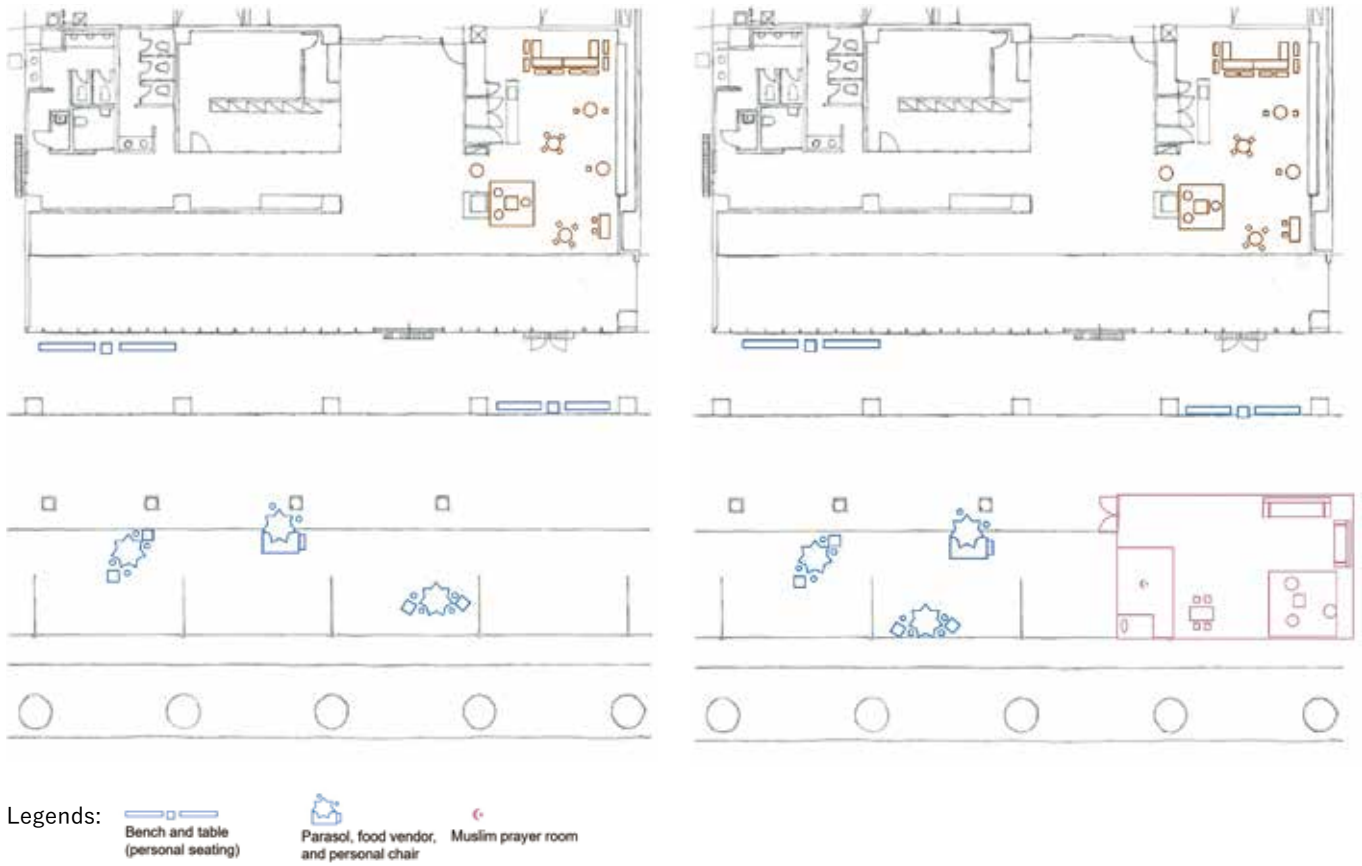 Legends:
Bench and table
(personal seating)
Parasol, food vendor,
and personal chair
Muslim prayer room